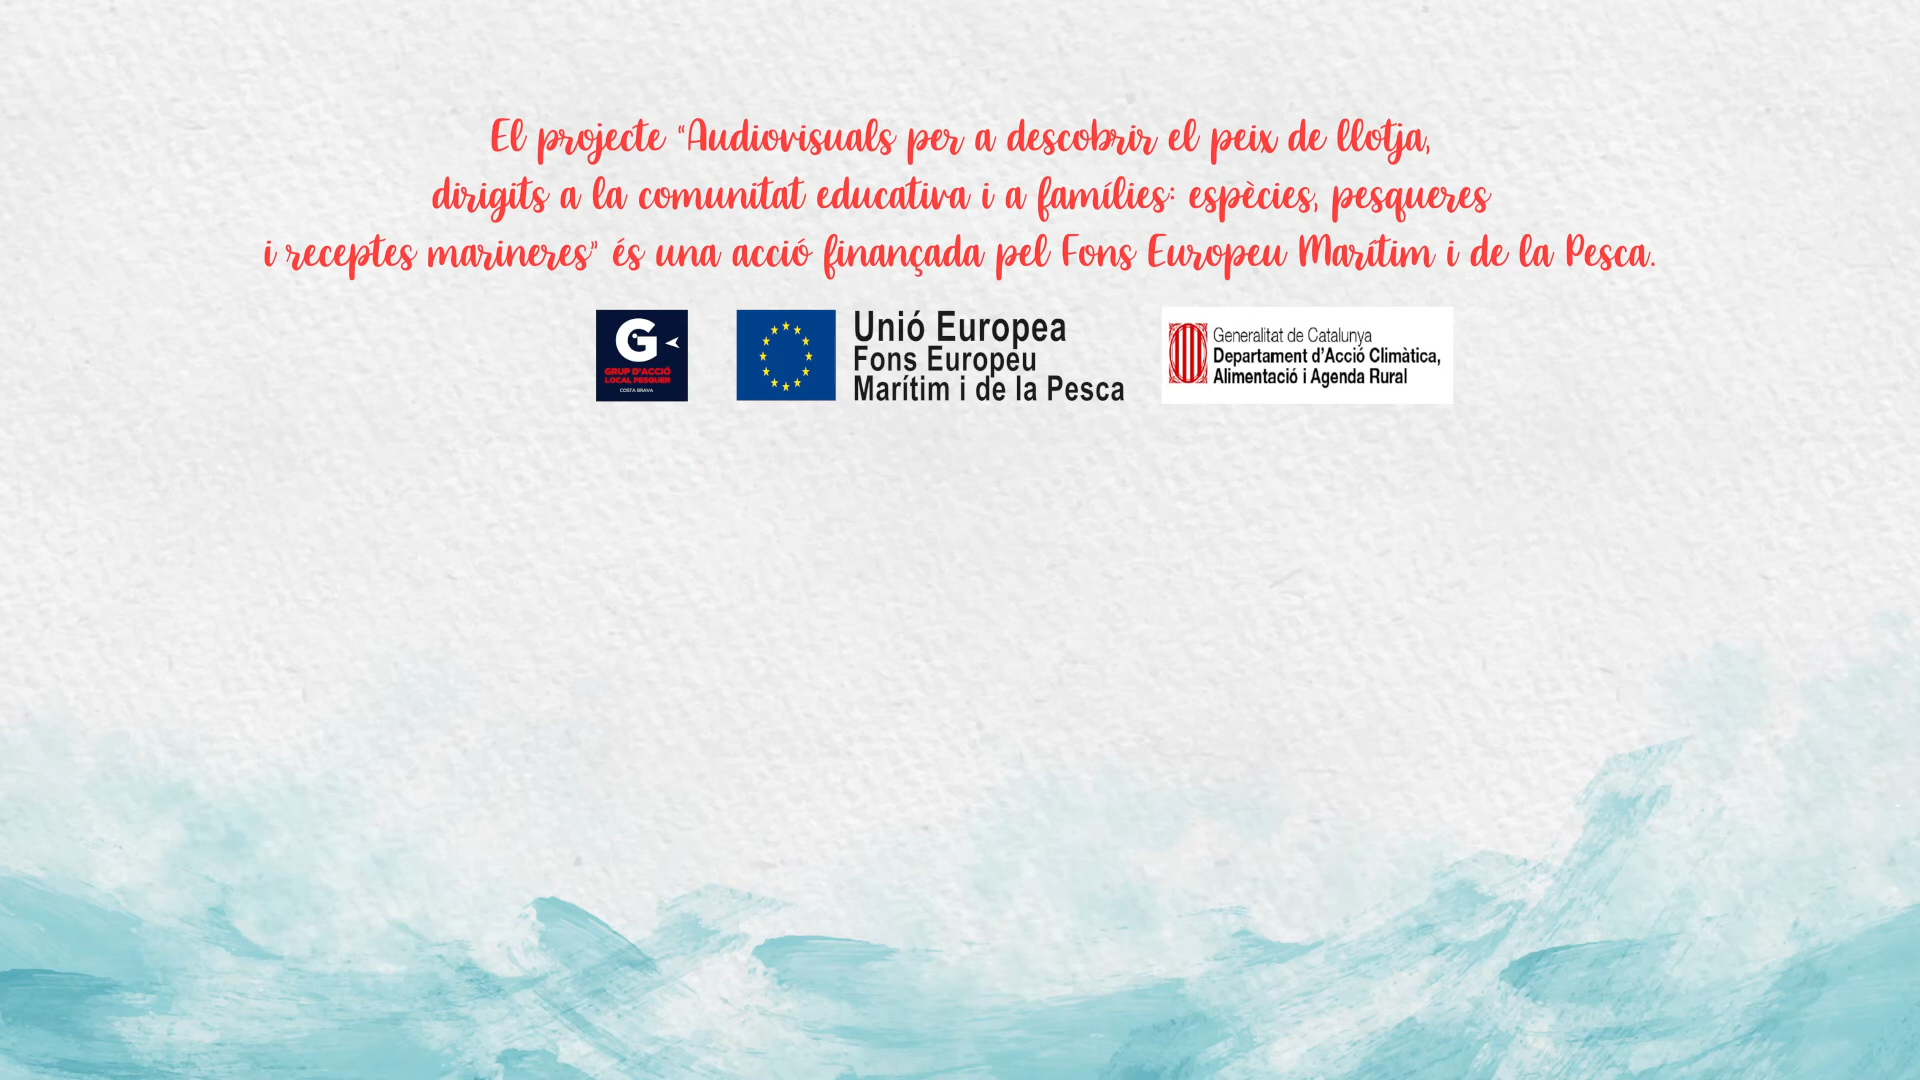 El projecte “Audiovisuals per a descobrir el peix de llotja,
dirigits a la comunitat educativa i a famílies: espècies, pesqueres
i receptes marineres” és una acció finançada pel Fons Europeu Marítim i de la Pesca.
G
GRUP D'ACCIÓ
LOCAL PESQUER
COSTA BRAVA
Unió Europea
Fons Europeu
Marítim i de la Pesca
Generalitat de Catalunya
Departament d'Acció Climàtica,
Alimentació i Agenda Rural